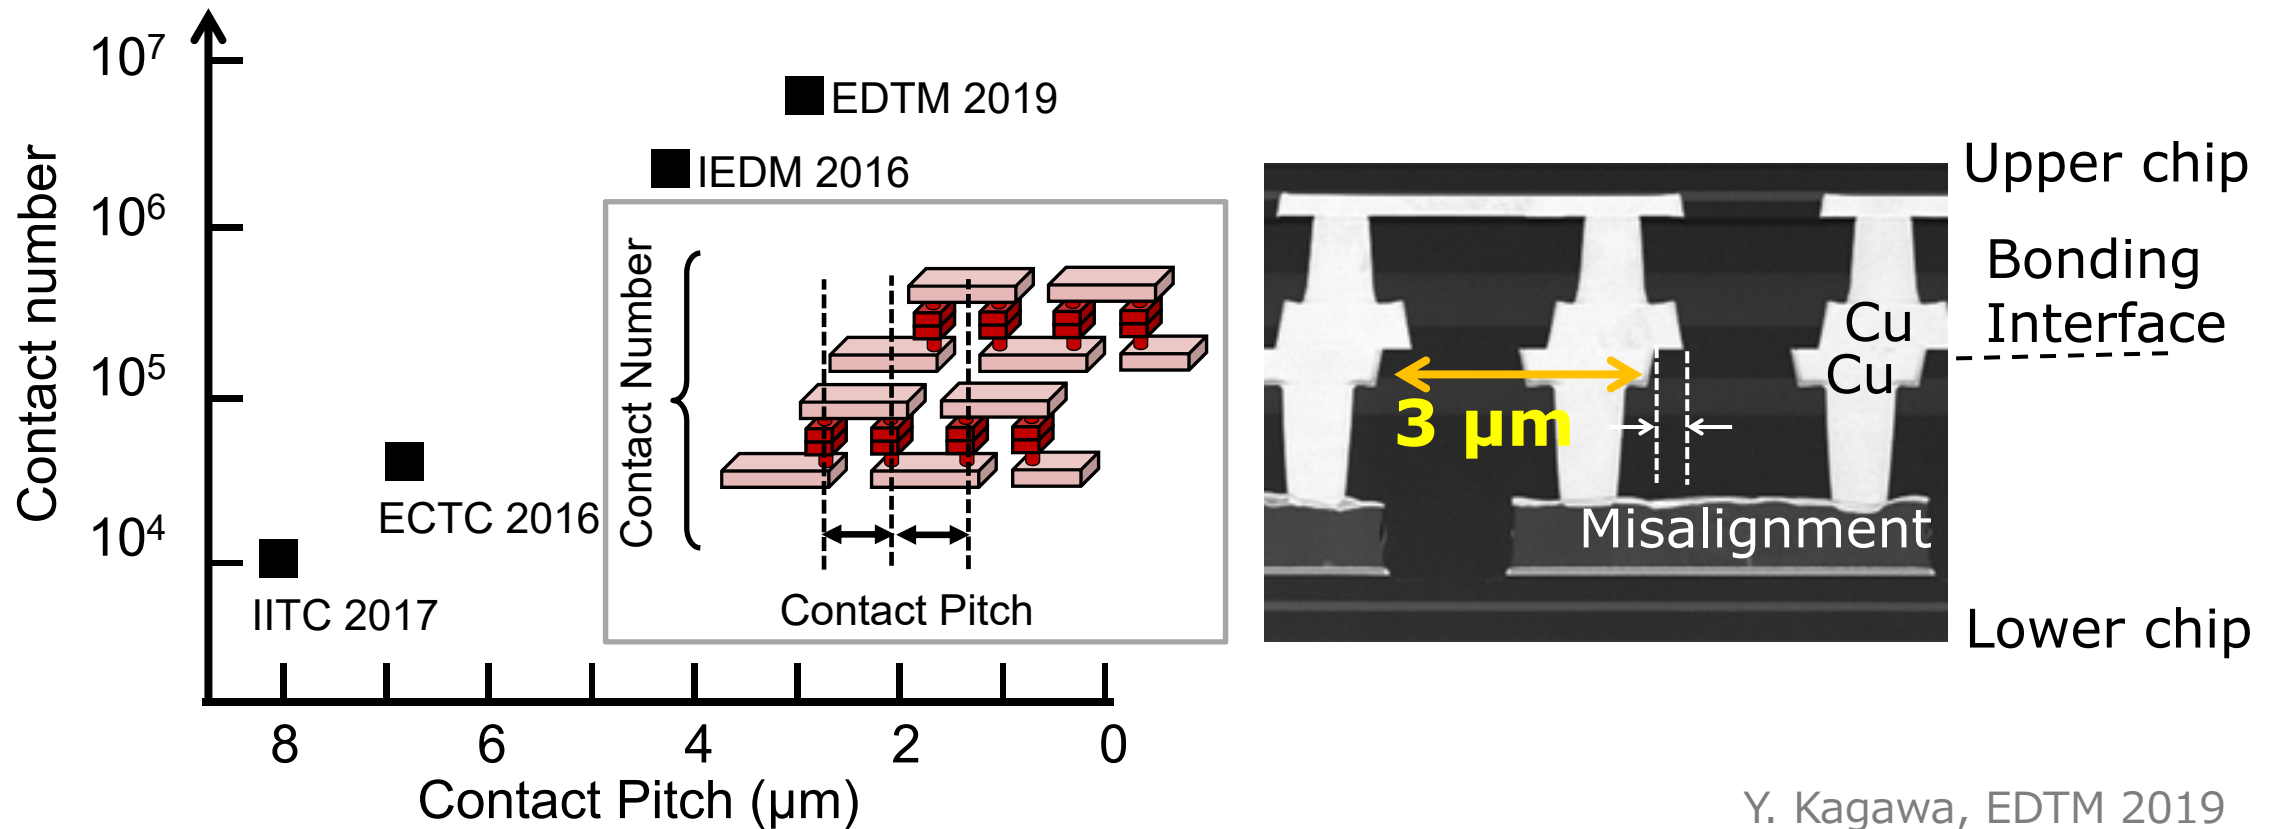 10⁷
10⁶
10⁵
10⁴
Contact number
EDTM 2019
IEDM 2016
ECTC 2016
IITC 2017
Contact Number
Contact Pitch
8 6 4 2 0
Contact Pitch (µm)
Upper chip
Bonding
Interface
Cu
Cu
3 µm
Misalignment
Lower chip
Y. Kagawa, EDTM 2019